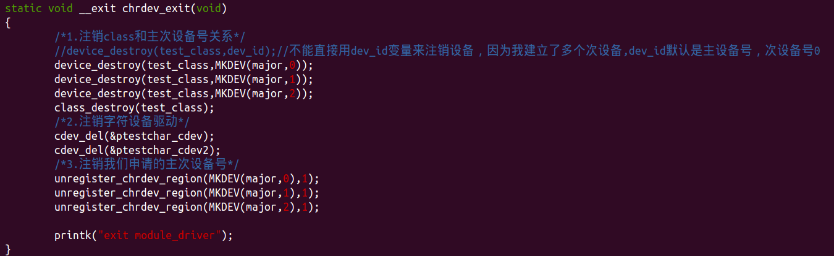 static void __exit chrdev_exit(void)
{
/*1.注销class和主次设备号关系*/
//device_destroy(test_class,dev_id);//不能直接用dev_id变量来注销设备，因为我建立了多个次设备,dev_id默认是主设备号，次设备号0
device_destroy(test_class,MKDEV(major,0));
device_destroy(test_class,MKDEV(major,1));
device_destroy(test_class,MKDEV(major,2));
class_destroy(test_class);
/*2.注销字符设备驱动*/
cdev_del(&ptestchar_cdev);
cdev_del(&ptestchar_cdev2);
/*3.注销我们申请的主次设备号*/
unregister_chrdev_region(MKDEV(major,0),1);
unregister_chrdev_region(MKDEV(major,1),1);
unregister_chrdev_region(MKDEV(major,2),1);
printk("exit module_driver");
}